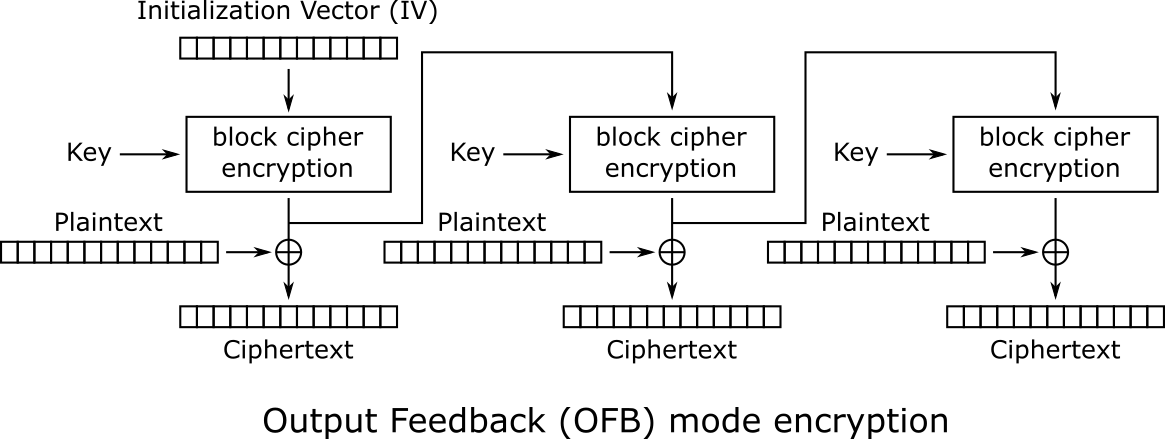 Initialization Vector (IV)
Key
block cipher
encryption
Key
block cipher
encryption
Key
block cipher
encryption
Plaintext
Plaintext
Plaintext
Ciphertext
Ciphertext
Ciphertext
Output Feedback (OFB) mode encryption